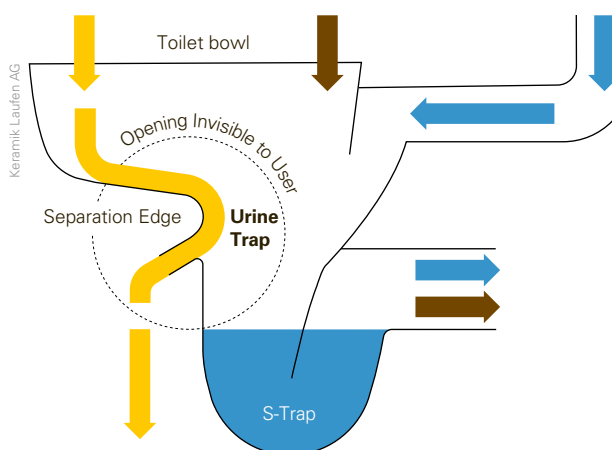 Toilet bowl
Keramik Laufen AG
Opening Invisible to User
Separation Edge
Urine
Trap
S-Trap